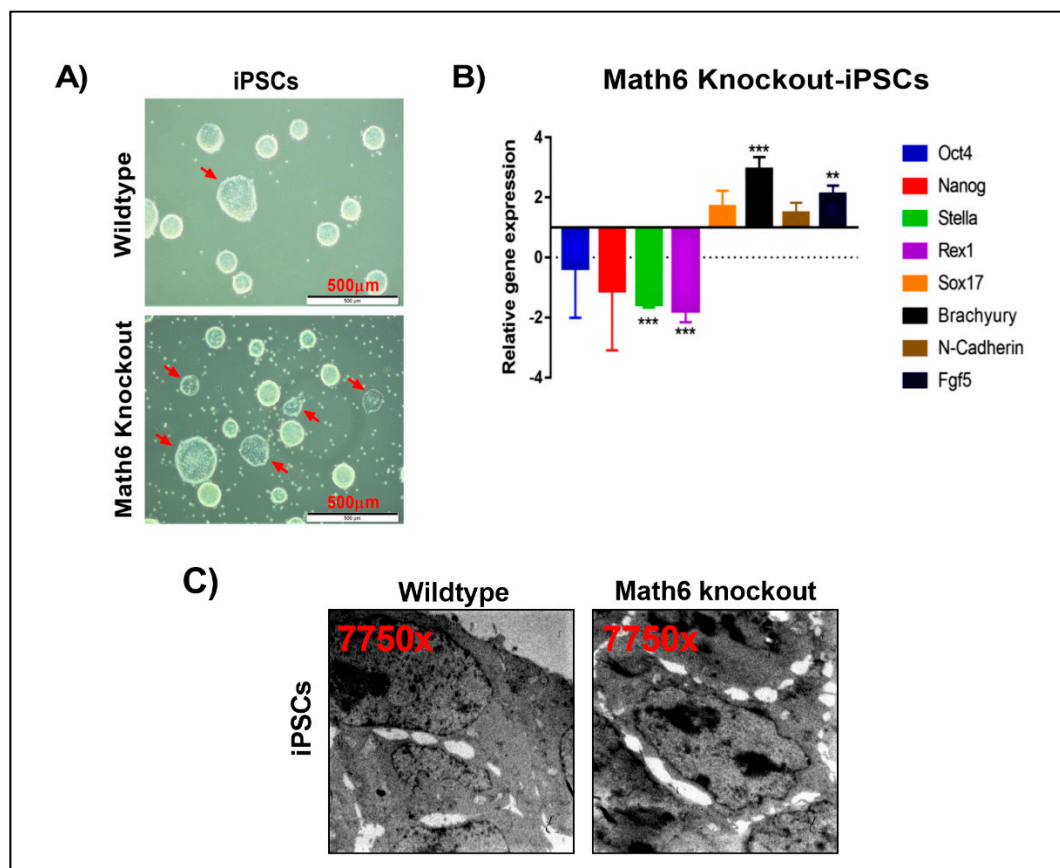 A)
iPSCs
Wildtype
500μm
500 μm
Math6 Knockout
500μm
500 μm
B)
Math6 Knockout-iPSCs
Relative gene expression
4
2
0
-2
-4
***
**
***
***
Oct4
Nanog
Stella
Rex1
Sox17
Brachyury
N-Cadherin
Fgf5
C)
Wildtype
Math6 knockout
iPSCs
7750x
7750x